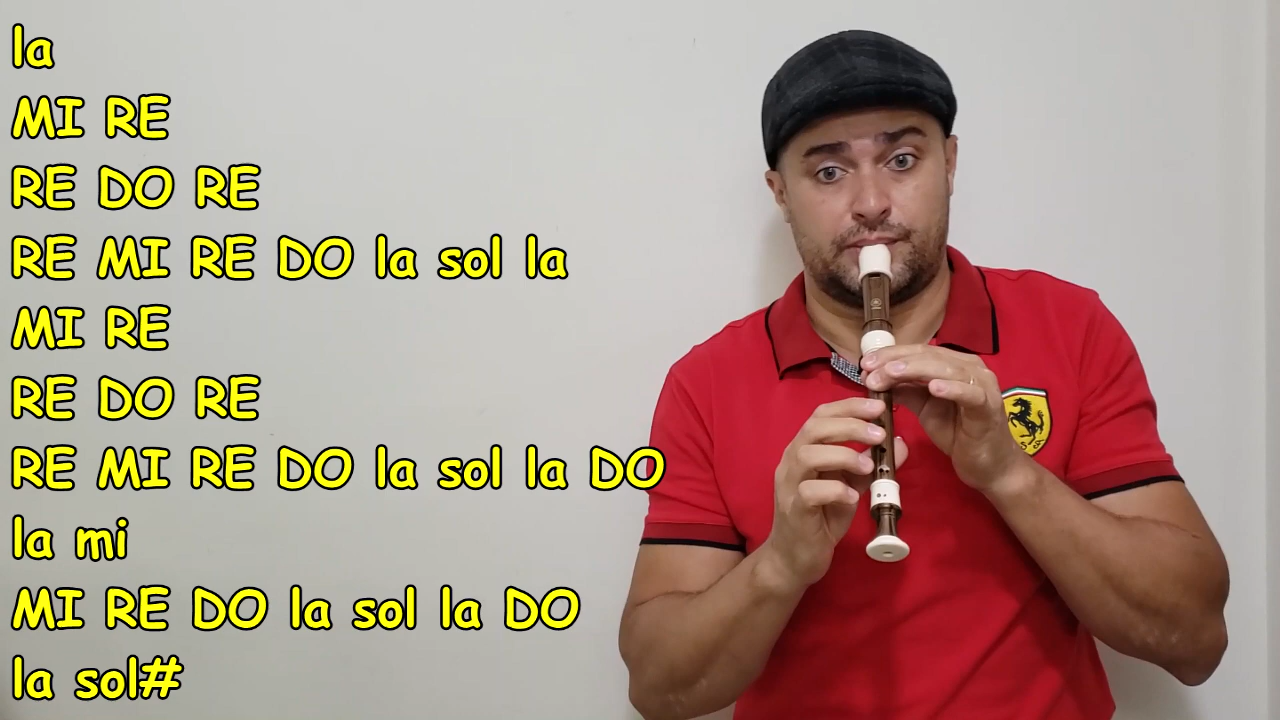 la
MI RE
RE DO RE
RE MI RE DO la sol la
MI RE
RE DO RE
RE MI RE DO la sol la DO
la mi
MI RE DO la sol la DO
la sol#